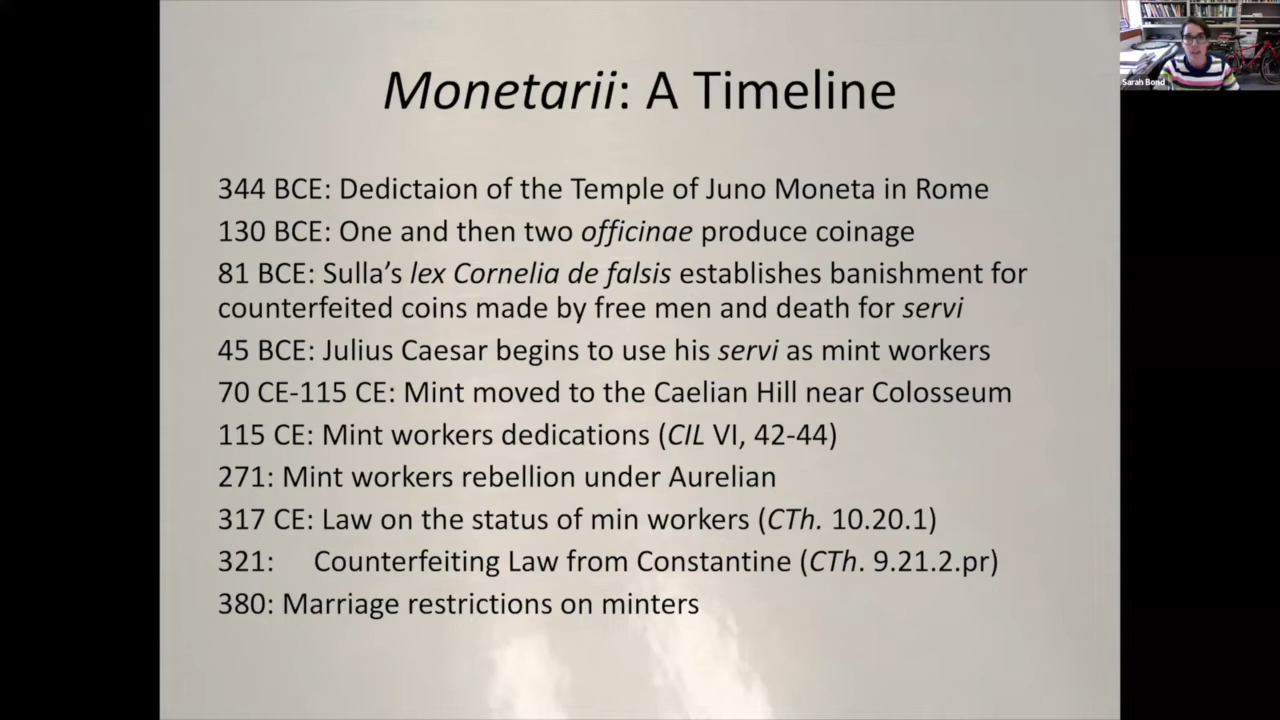 Sarah Bond
Monetarii: A Timeline
344 BCE: Dedictaion of the Temple of Juno Moneta in Rome
130 BCE: One and then two officinae produce coinage
81 BCE: Sulla’s lex Cornelia de falsis establishes banishment for
counterfeited coins made by free men and death for servi
45 BCE: Julius Caesar begins to use his servi as mint workers
70 CE-115 CE: Mint moved to the Caelian Hill near Colosseum
115 CE: Mint workers dedications (CIL VI, 42-44)
271: Mint workers rebellion under Aurelian
317 CE: Law on the status of min workers (CTh. 10.20.1)
321: Counterfeiting Law from Constantine (CTh. 9.21.2.pr)
380: Marriage restrictions on minters